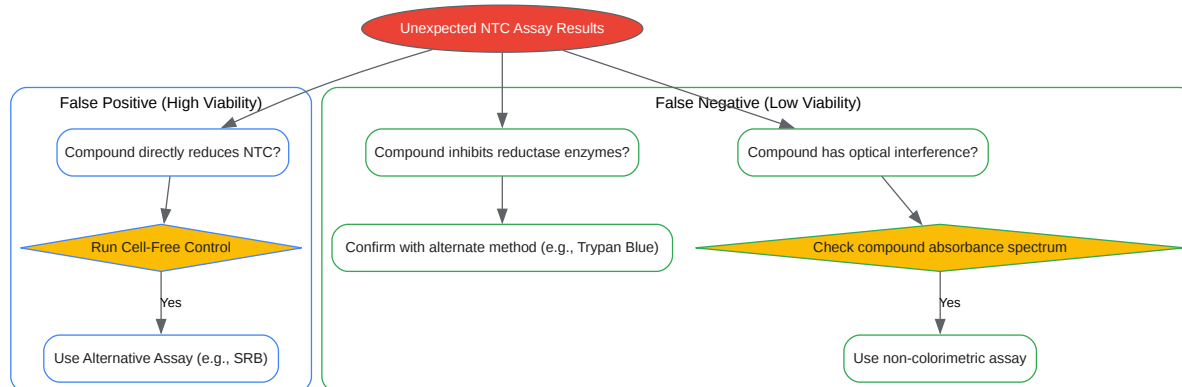 Unexpected NTC Assay Results
False Positive (High Viability)
False Negative (Low Viability)
Compound directly reduces NTC?
Compound inhibits reductase enzymes?
Compound has optical interference?
Run Cell-Free Control
Confirm with alternate method (e.g., Trypan Blue)
Check compound absorbance spectrum
Yes
Yes
Use Alternative Assay (e.g., SRB)
Use non-colorimetric assay